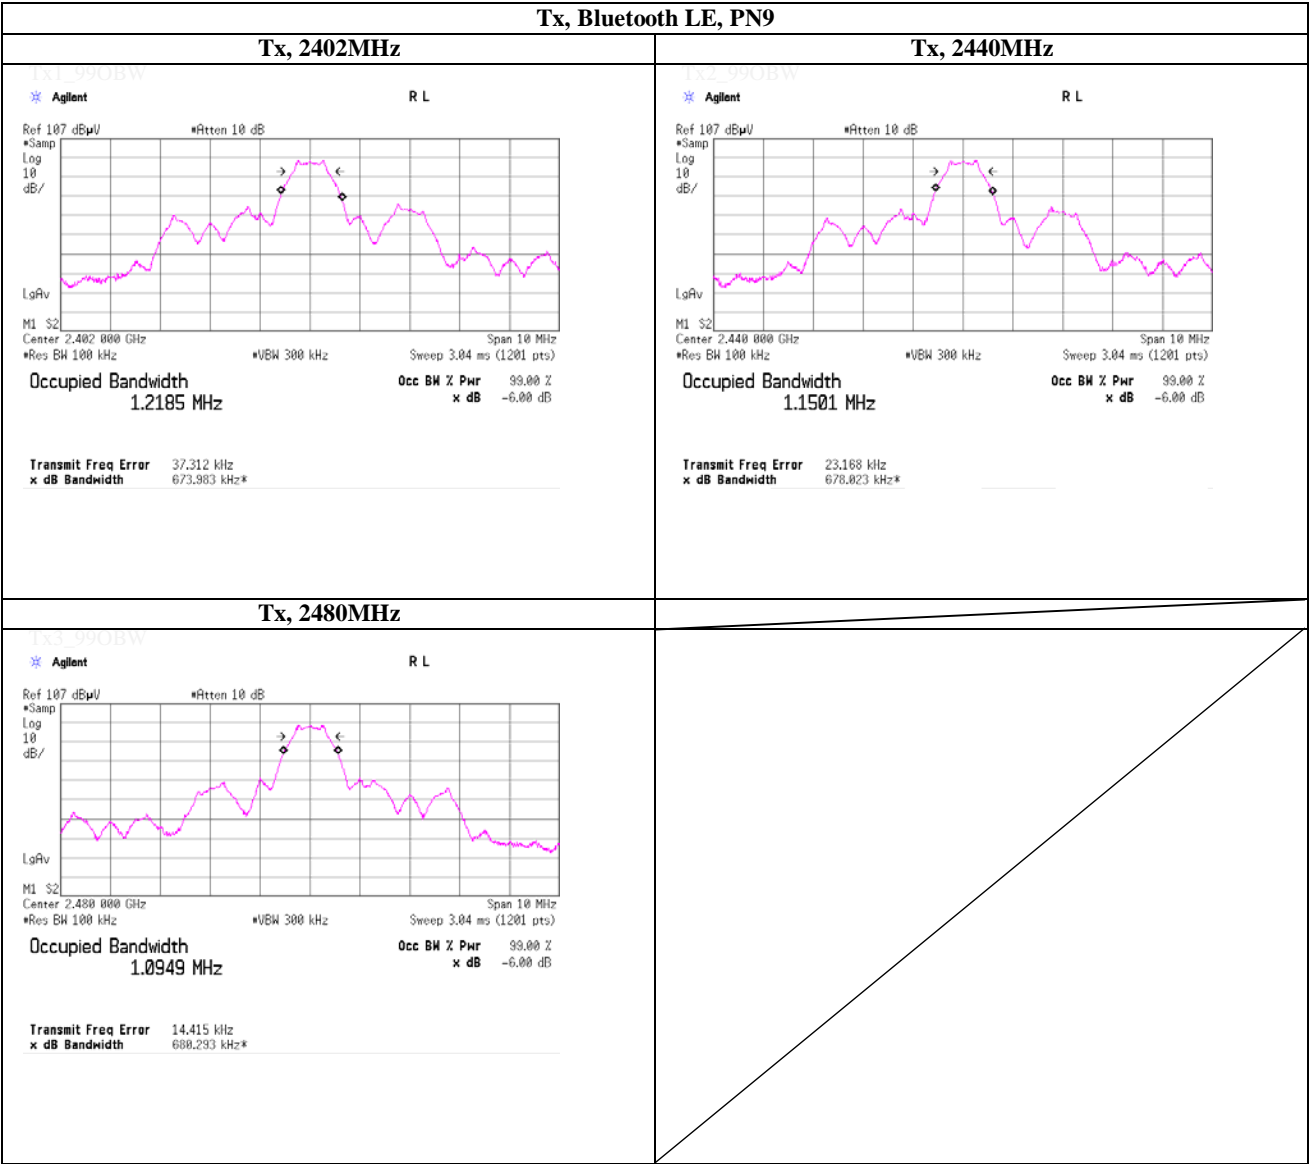 Tx, Bluetooth LE, PN9
Tx, 2402MHz
Tx1_99OBW
Agilent R L
Ref 107 dBµV #Atten 10 dB
#Samp
Log
10
dB/
LgAv
M1 S2
Center 2.402 000 GHz Span 10 MHz
#Res BW 100 kHz #VBW 300 kHz Sweep 3.04 ms (1201 pts)
Occupied Bandwidth Occ BW % Pwr 99.00 %
1.2185 MHz x dB -6.00 dB
Transmit Freq Error 37.312 kHz
x dB Bandwidth 673.983 kHz*
Tx, 2440MHz
Tx2_99OBW
Agilent R L
Ref 107 dBµV #Atten 10 dB
#Samp
Log
10
dB/
LgAv
M1 S2
Center 2.440 000 GHz Span 10 MHz
#Res BW 100 kHz #VBW 300 kHz Sweep 3.04 ms (1201 pts)
Occupied Bandwidth Occ BW % Pwr 99.00 %
1.1501 MHz x dB -6.00 dB
Transmit Freq Error 23.168 kHz
x dB Bandwidth 678.023 kHz*
Tx, 2480MHz
Tx3_99OBW
Agilent R L
Ref 107 dBµV #Atten 10 dB
#Samp
Log
10
dB/
LgAv
M1 S2
Center 2.480 000 GHz Span 10 MHz
#Res BW 100 kHz #VBW 300 kHz Sweep 3.04 ms (1201 pts)
Occupied Bandwidth Occ BW % Pwr 99.00 %
1.0949 MHz x dB -6.00 dB
Transmit Freq Error 14.415 kHz
x dB Bandwidth 680.293 kHz*